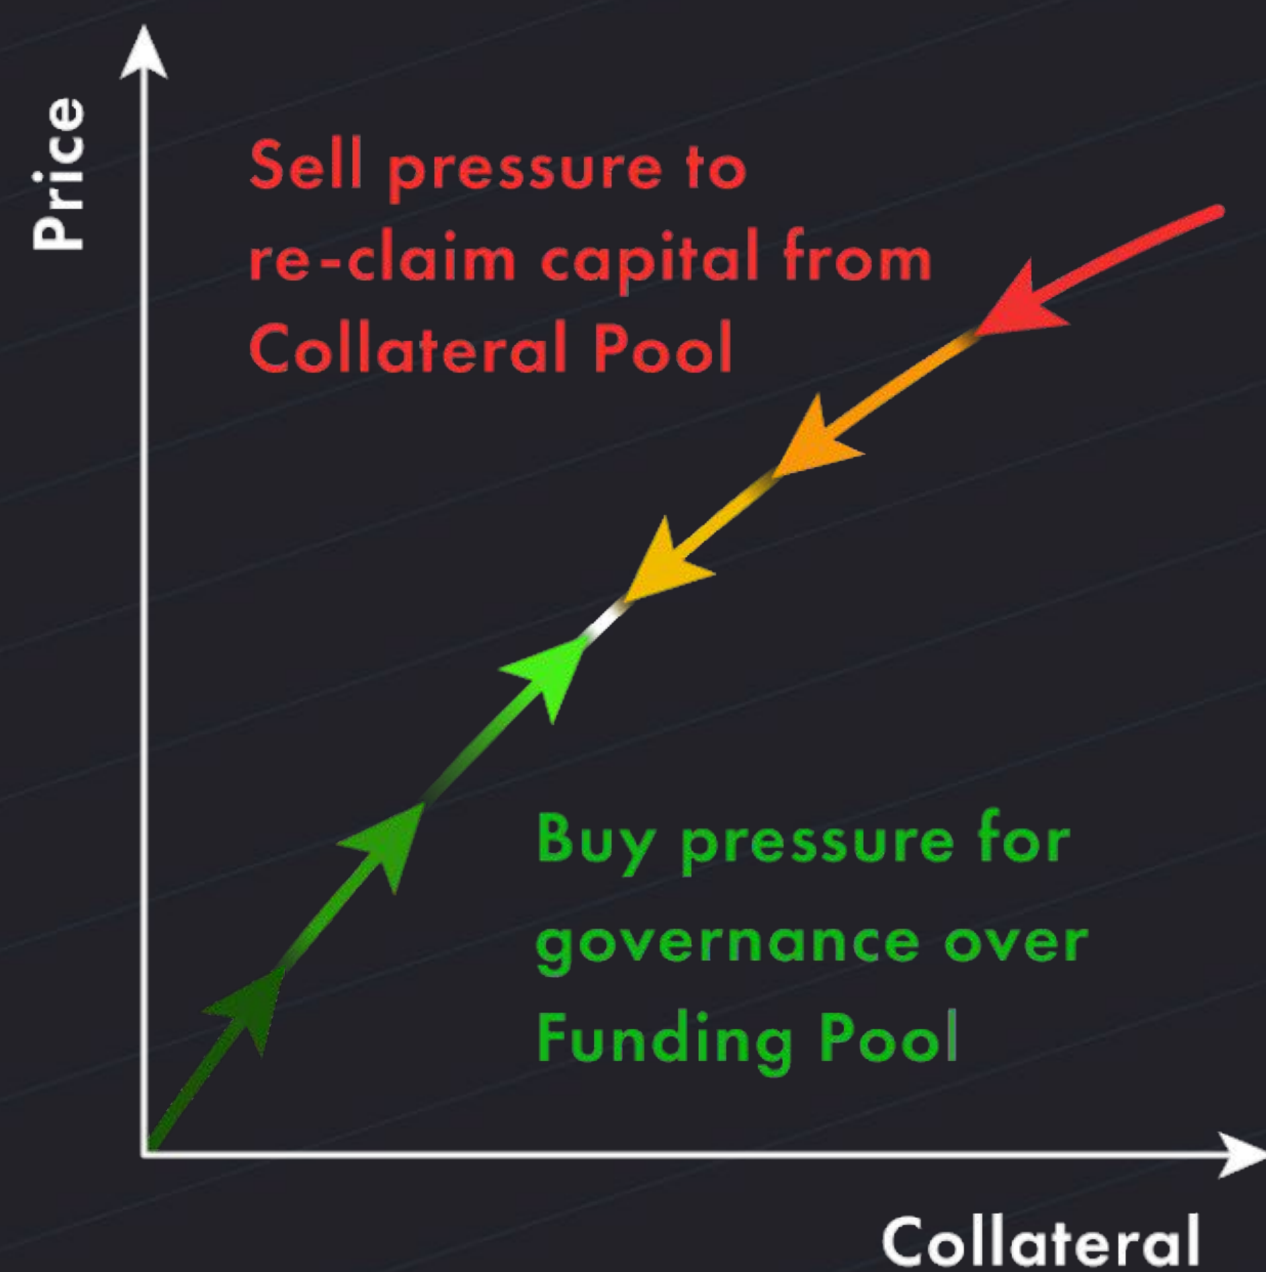 Price
Sell pressure to
re-claim capital from
Collateral Pool
Buy pressure for
governance over
Funding Pool
Collateral